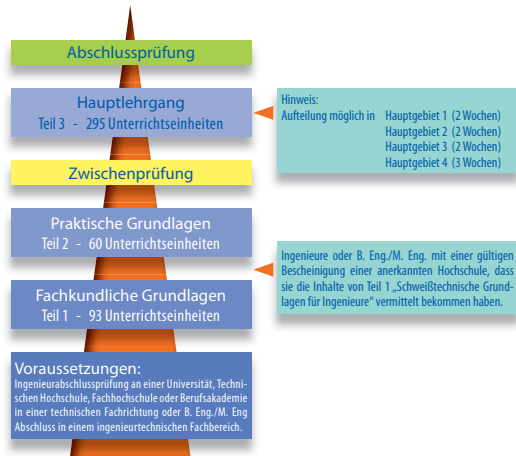 Abschlussprüfung
Hauptlehrgang
Teil 3 - 295 Unterrichtseinheiten
Hinweis:
Aufteilung möglich in Hauptgebiet 1 (2 Wochen)
Hauptgebiet 2 (2 Wochen)
Hauptgebiet 3 (2 Wochen)
Hauptgebiet 4 (3 Wochen)
Zwischenprüfung
Praktische Grundlagen
Teil 2 - 60 Unterrichtseinheiten
Ingenieure oder B. Eng./M. Eng. mit einer gültigen
Bescheinigung einer anerkannten Hochschule, dass
sie die Inhalte von Teil 1 „Schweißtechnische Grund-
lagen für Ingenieure“ vermittelt bekommen haben.
Fachkundliche Grundlagen
Teil 1 - 93 Unterrichtseinheiten
Voraussetzungen:
Ingenieurabschlussprüfung an einer Universität, Techni-
schen Hochschule, Fachhochschule oder Berufsakademie
in einer technischen Fachrichtung oder B. Eng./M. Eng
Abschluss in einem ingenieurtechnischen Fachbereich.